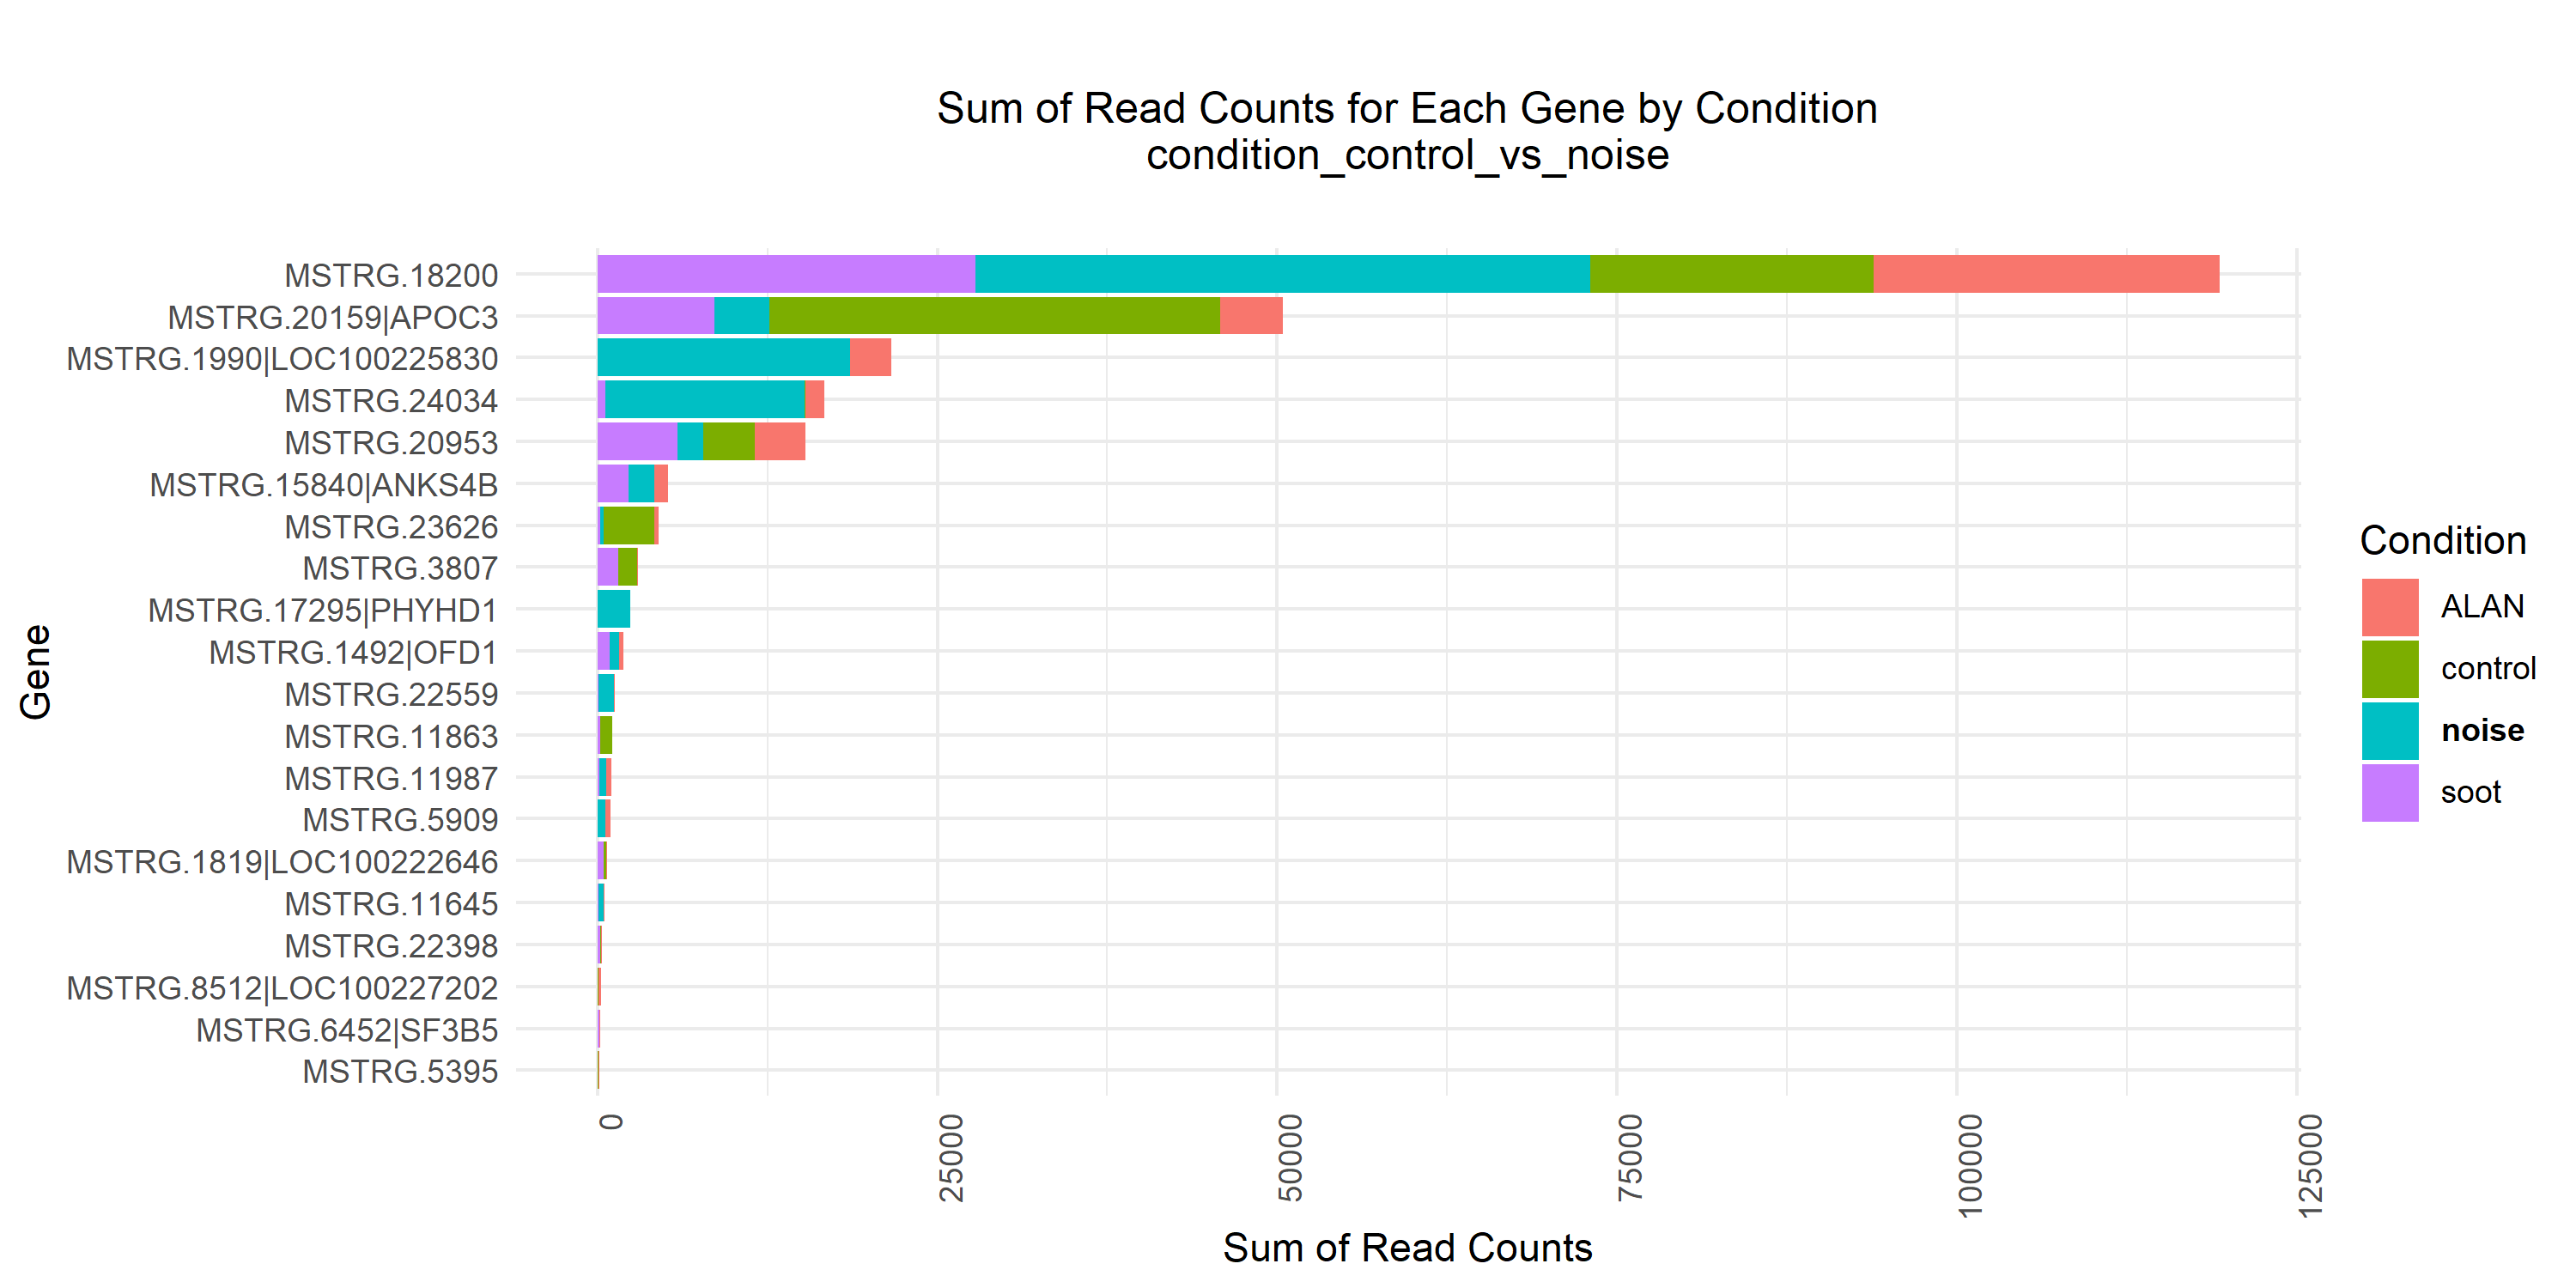 Sum of Read Counts for Each Gene by Condition
condition_control_vs_noise
MSTRG.18200
MSTRG.20159|APOC3
MSTRG.1990|LOC100225830
MSTRG.24034
MSTRG.20953
MSTRG.15840|ANKS4B
MSTRG.23626
MSTRG.3807
MSTRG.17295|PHYHD1
MSTRG.1492|OFD1
MSTRG.22559
MSTRG.11863
MSTRG.11987
MSTRG.5909
MSTRG.1819|LOC100222646
MSTRG.11645
MSTRG.22398
MSTRG.8512|LOC100227202
MSTRG.6452|SF3B5
MSTRG.5395
Gene
0
25000
50000
75000
100000
125000
Sum of Read Counts
Condition
ALAN
control
noise
soot